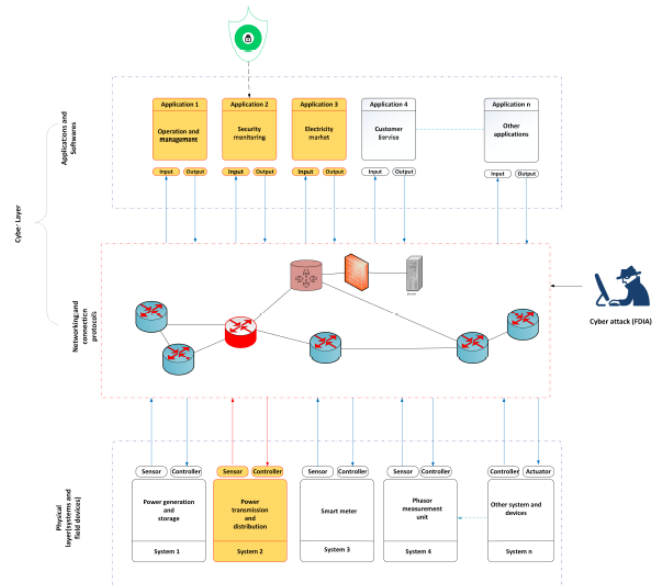 Application 1
Operation and
management
Input
Output
Application 2
Security
monitoring
Input
Output
Application 3
Electricity
market
Input
Output
Application 4
Customer
Service
Input
Output
Application n
Other
applications
Input
Output
Applications and
Softwares
Cyber Layer
Networking and
connection
protocols
Cyber attack (FDIA)
Sensor
Controller
Power generation
and
storage
System 1
Sensor
Controller
Power
transmission
and
distribution
System 2
Sensor
Controller
Smart meter
System 3
Sensor
Controller
Phasor
measurement
unit
System 4
Controller
Actuator
Other system and
devices
System n
Physical
layer(systems and
field devices)